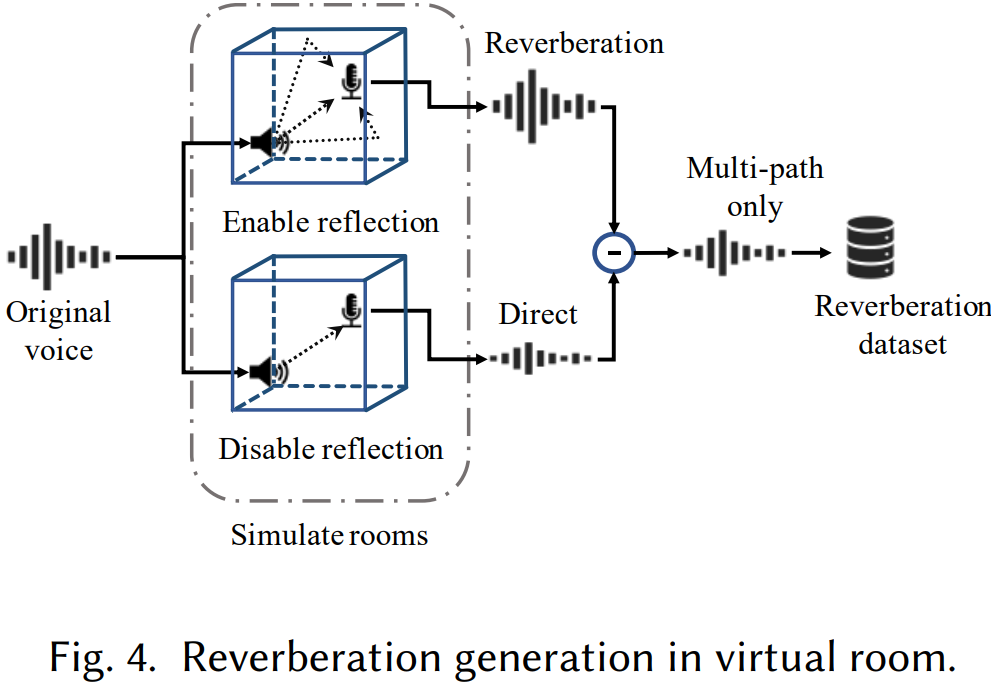 Reverberation
Multi-path
only
Enable reflection
Original
voice
Direct
-
Reverberation
dataset
Disable reflection
Simulate rooms
Fig. 4. Reverberation generation in virtual room.